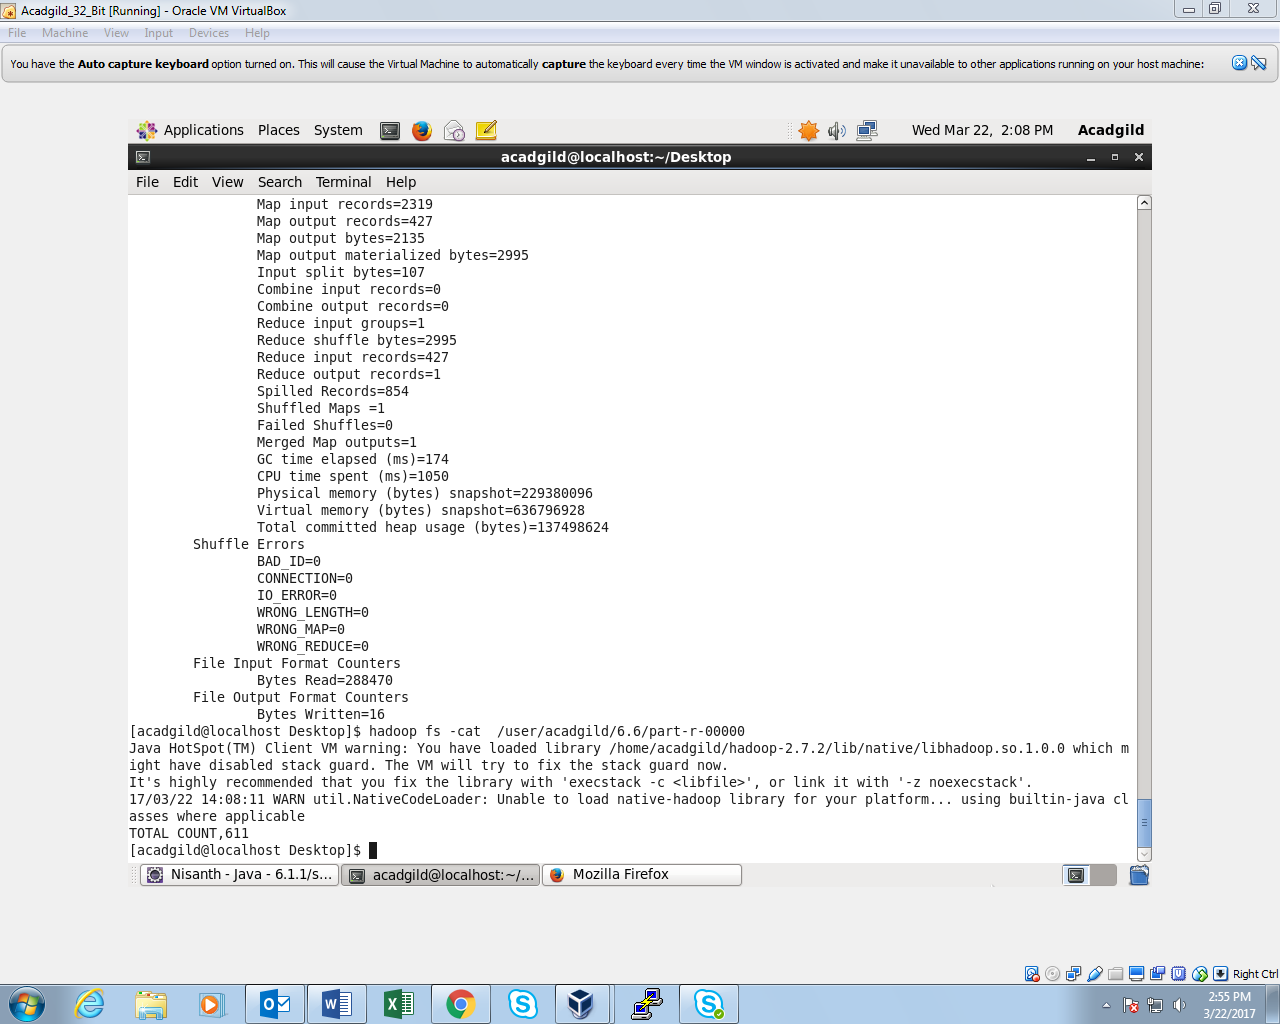 Acadgild_32_Bit [Running] - Oracle VM VirtualBox
File Machine View Input Devices Help
You have the Auto capture keyboard option turned on. This will cause the Virtual Machine to automatically capture the keyboard every time the VM window is activated and make it unavailable to other applications running on your host machine:
Applications Places System Wed Mar 22, 2:08 PM Acadgild
acadgild@localhost:~/Desktop
File Edit View Search Terminal Help
Map input records=2319
Map output records=427
Map output bytes=2135
Map output materialized bytes=2995
Input split bytes=107
Combine input records=0
Combine output records=0
Reduce input groups=1
Reduce shuffle bytes=2995
Reduce input records=427
Reduce output records=1
Spilled Records=854
Shuffled Maps =1
Failed Shuffles=0
Merged Map outputs=1
GC time elapsed (ms)=174
CPU time spent (ms)=1050
Physical memory (bytes) snapshot=229380096
Virtual memory (bytes) snapshot=636796928
Total committed heap usage (bytes)=137498624
Shuffle Errors
BAD_ID=0
CONNECTION=0
IO_ERROR=0
WRONG_LENGTH=0
WRONG_MAP=0
WRONG_REDUCE=0
File Input Format Counters
Bytes Read=288470
File Output Format Counters
Bytes Written=16
[acadgild@localhost Desktop]$ hadoop fs -cat  /user/acadgild/6.6/part-r-00000
Java HotSpot(TM) Client VM warning: You have loaded library /home/acadgild/hadoop-2.7.2/lib/native/libhadoop.so.1.0.0 which m
ight have disabled stack guard. The VM will try to fix the stack guard now.
It's highly recommended that you fix the library with 'execstack -c <libfile>', or link it with '-z noexecstack'.
17/03/22 14:08:11 WARN util.NativeCodeLoader: Unable to load native-hadoop library for your platform... using builtin-java cl
asses where applicable
TOTAL COUNT,611
[acadgild@localhost Desktop]$
Nisanth - Java - 6.1.1/s... acadgild@localhost:~/... Mozilla Firefox
Right Ctrl
2:55 PM
3/22/2017